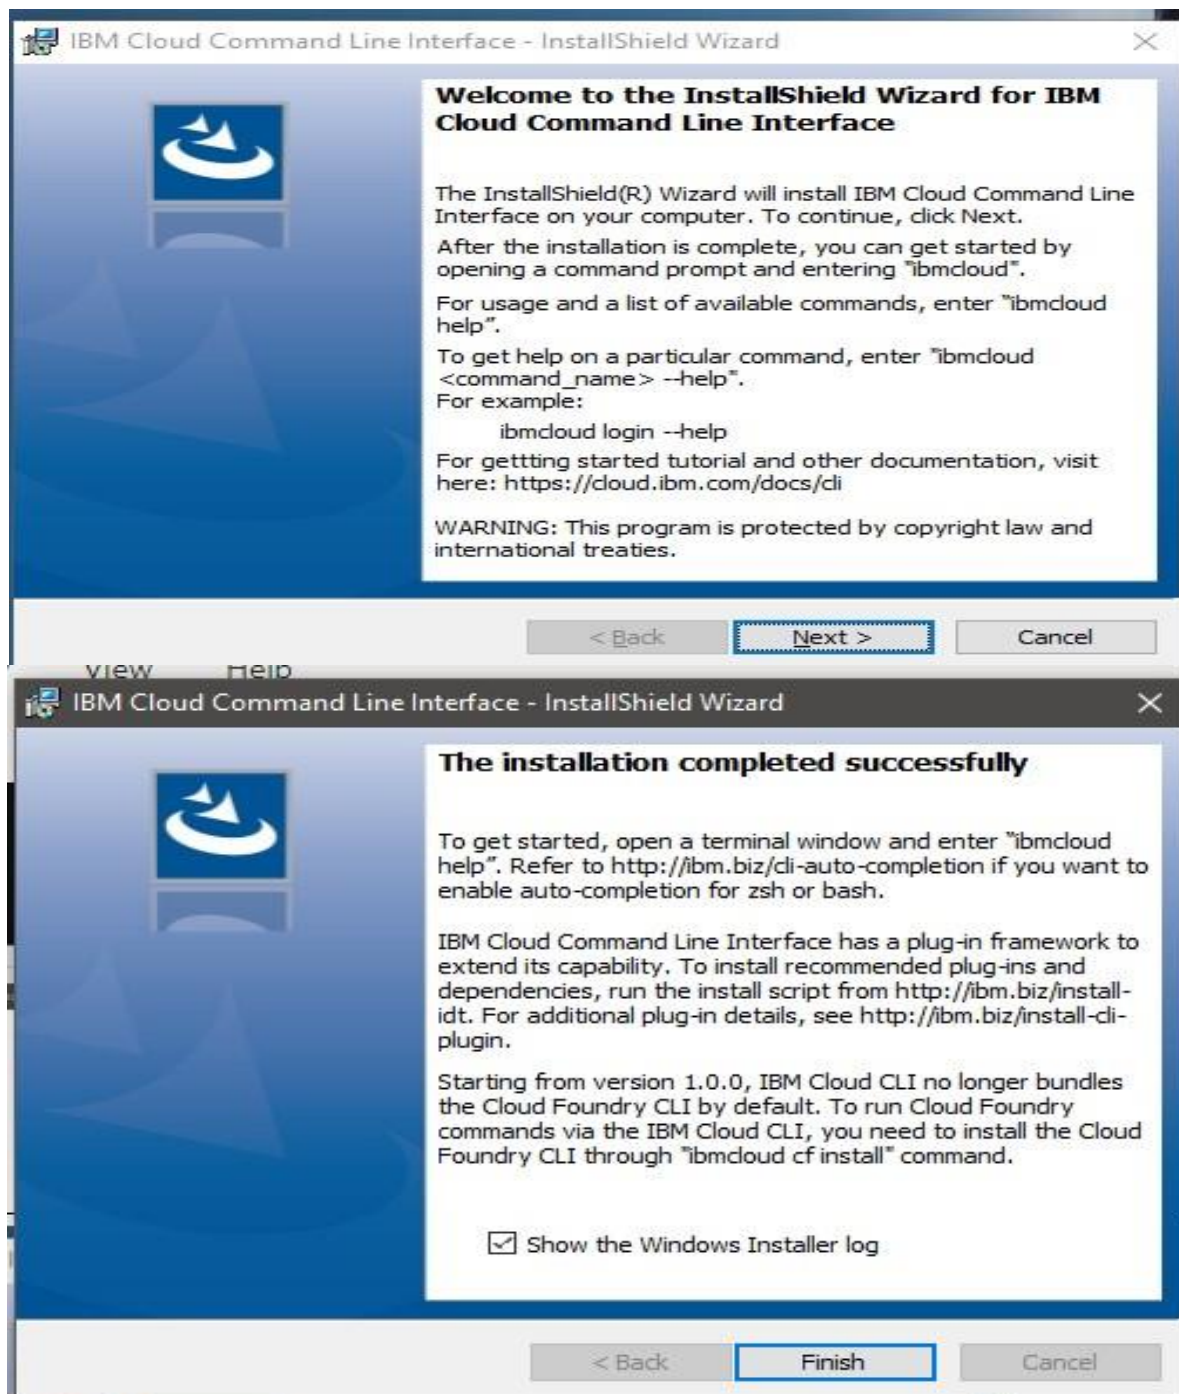 IBM Cloud Command Line Interface - InstallShield Wizard
Welcome to the InstallShield Wizard for IBM
Cloud Command Line Interface
The InstallShield(R) Wizard will install IBM Cloud Command Line
Interface on your computer. To continue, click Next.
After the installation is complete, you can get started by
opening a command prompt and entering "ibmcloud".
For usage and a list of available commands, enter "ibmcloud
help".
To get help on a particular command, enter "ibmcloud
<command_name> --help".
For example:
ibmcloud login --help
For gettting started tutorial and other documentation, visit
here: https://cloud.ibm.com/docs/cli
WARNING: This program is protected by copyright law and
international treaties.
< Back Next > Cancel
View Help
IBM Cloud Command Line Interface - InstallShield Wizard
The installation completed successfully
To get started, open a terminal window and enter "ibmcloud
help". Refer to http://ibm.biz/cli-auto-completion if you want to
enable auto-completion for zsh or bash.
IBM Cloud Command Line Interface has a plug-in framework to
extend its capability. To install recommended plug-ins and
dependencies, run the install script from http://ibm.biz/install-
idt. For additional plug-in details, see http://ibm.biz/install-cli-
plugin.
Starting from version 1.0.0, IBM Cloud CLI no longer bundles
the Cloud Foundry CLI by default. To run Cloud Foundry
commands via the IBM Cloud CLI, you need to install the Cloud
Foundry CLI through "ibmcloud cf install" command.
Show the Windows Installer log
< Back Finish Cancel